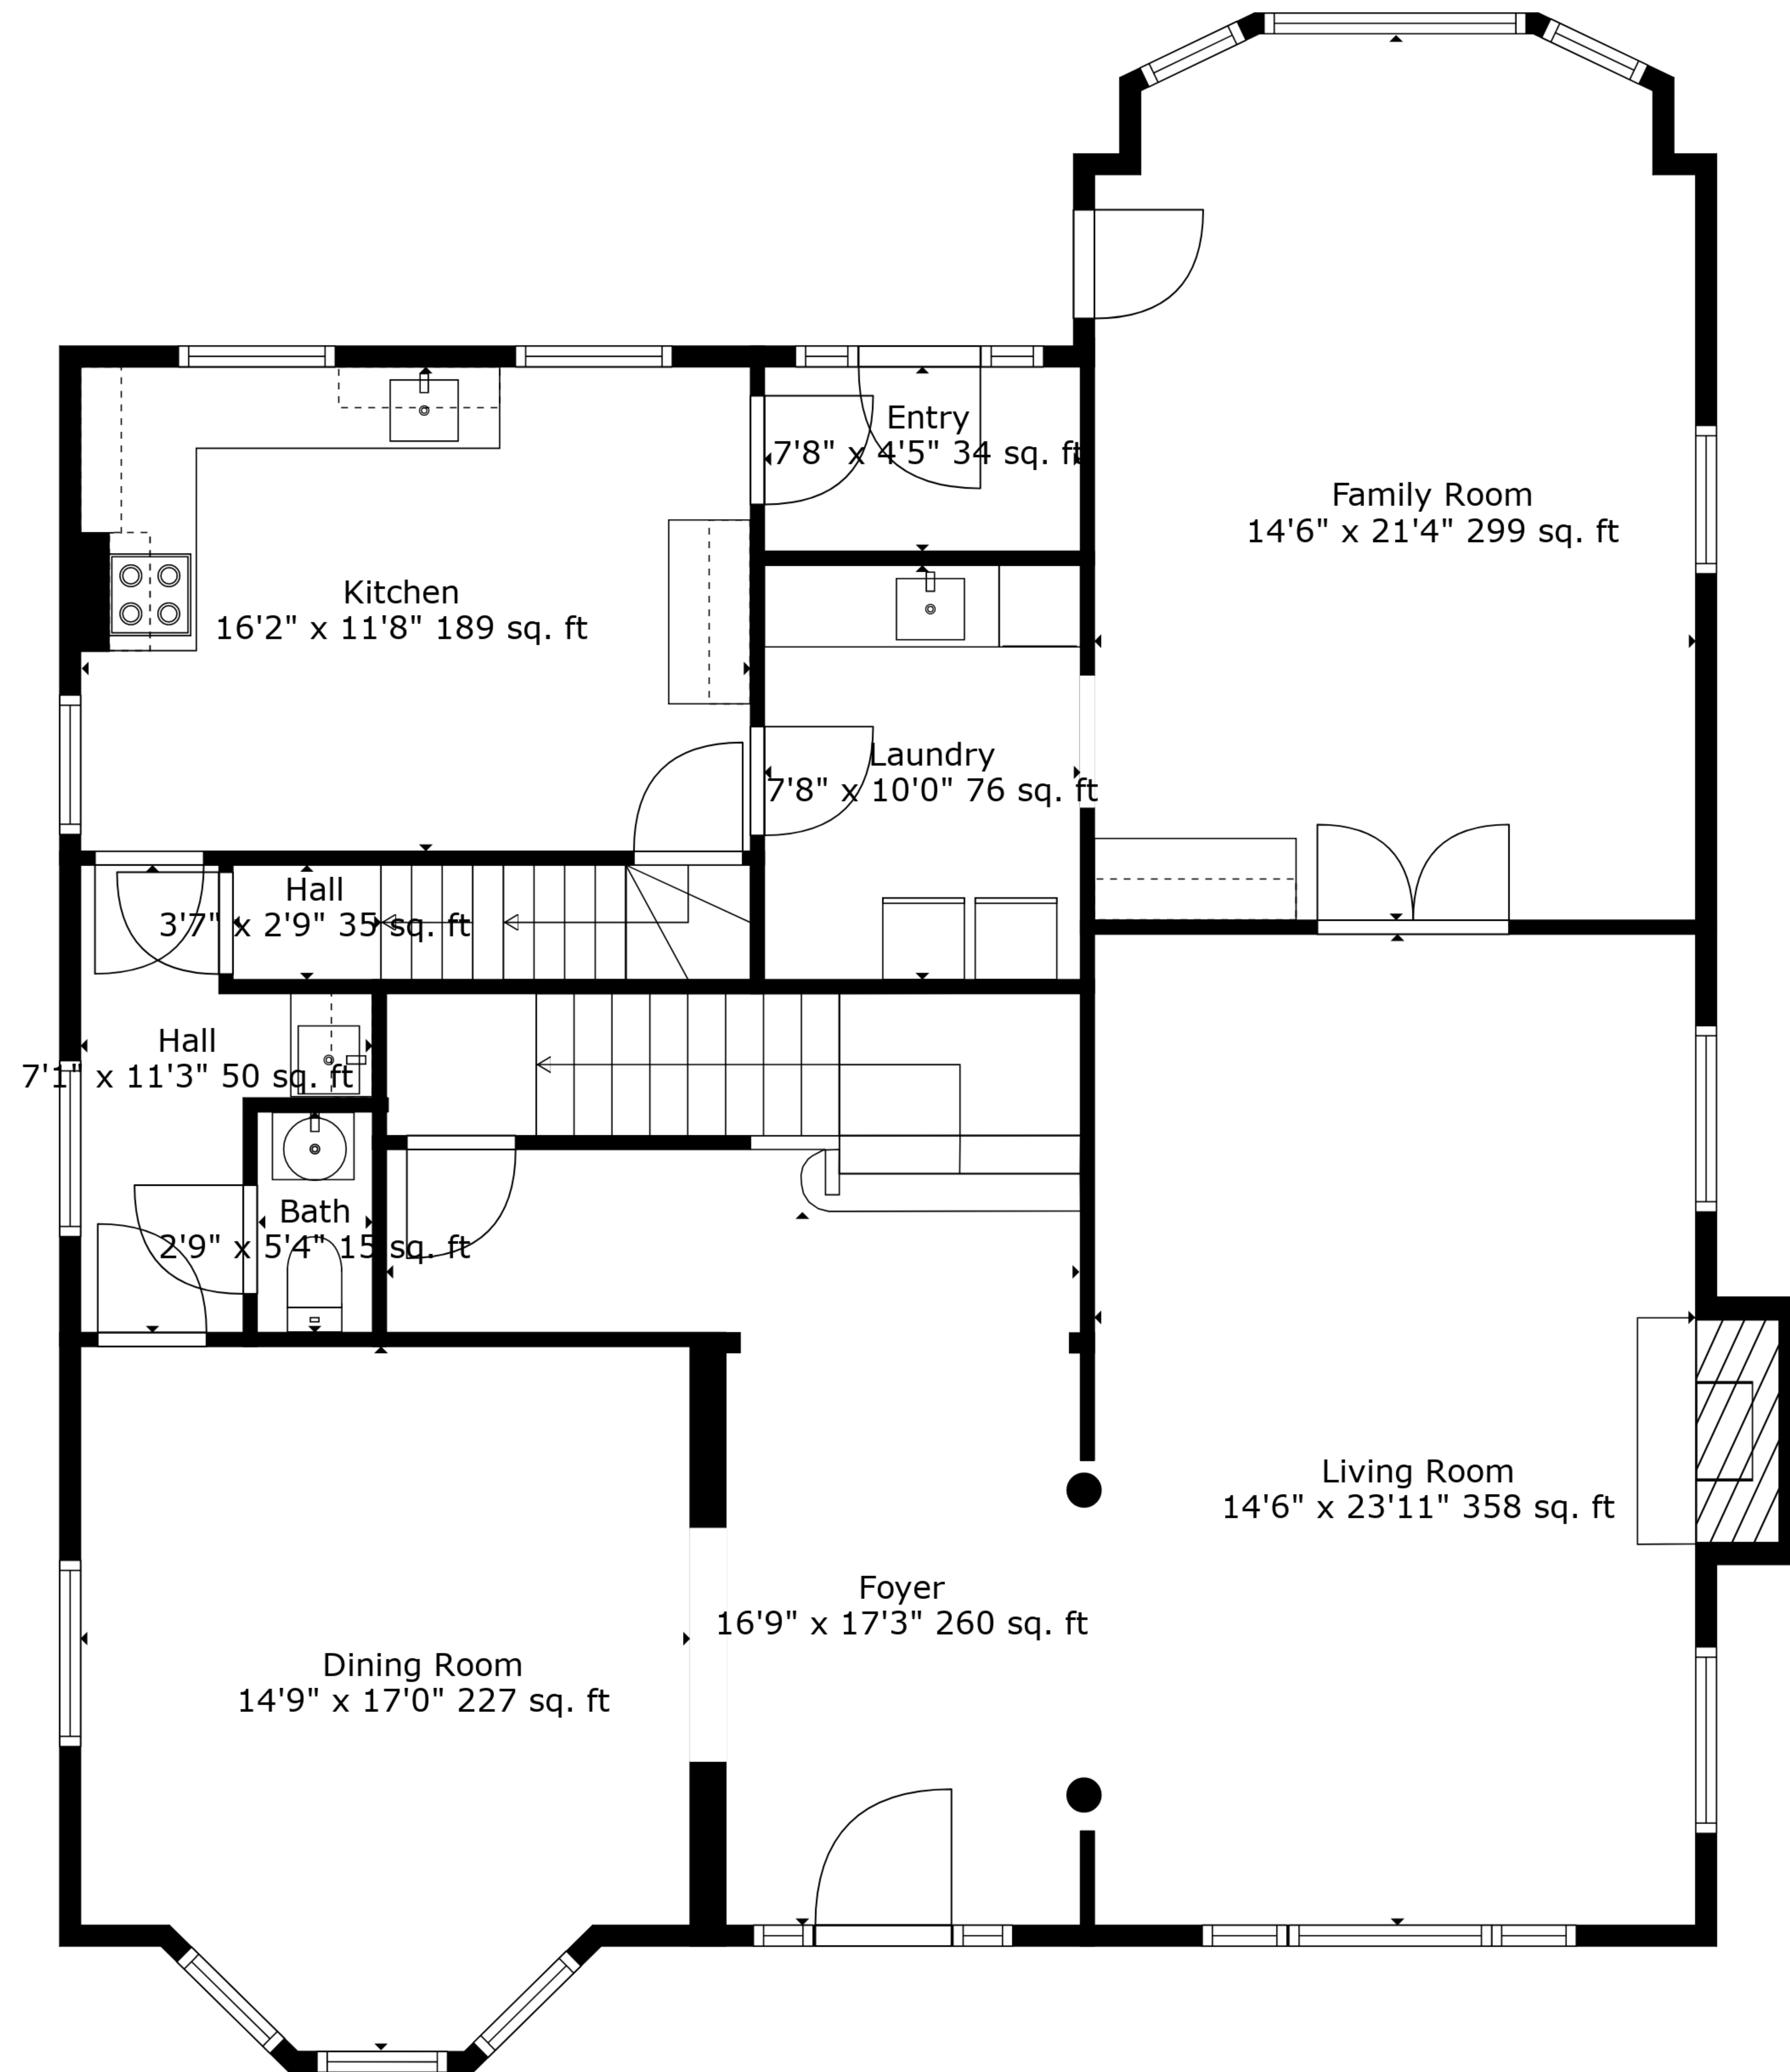 Entry
7'8" x 4'5" 34 sq. ft
Family Room
14'6" x 21'4" 299 sq. ft
Kitchen
16'2" x 11'8" 189 sq. ft
Laundry
7'8" x 10'0" 76 sq. ft
Hall
3'7" x 2'9" 35 sq. ft
Hall
7'1" x 11'3" 50 sq. ft
Bath
2'9" x 5'4" 15 sq. ft
Living Room
14'6" x 23'11" 358 sq. ft
Foyer
16'9" x 17'3" 260 sq. ft
Dining Room
14'9" x 17'0" 227 sq. ft